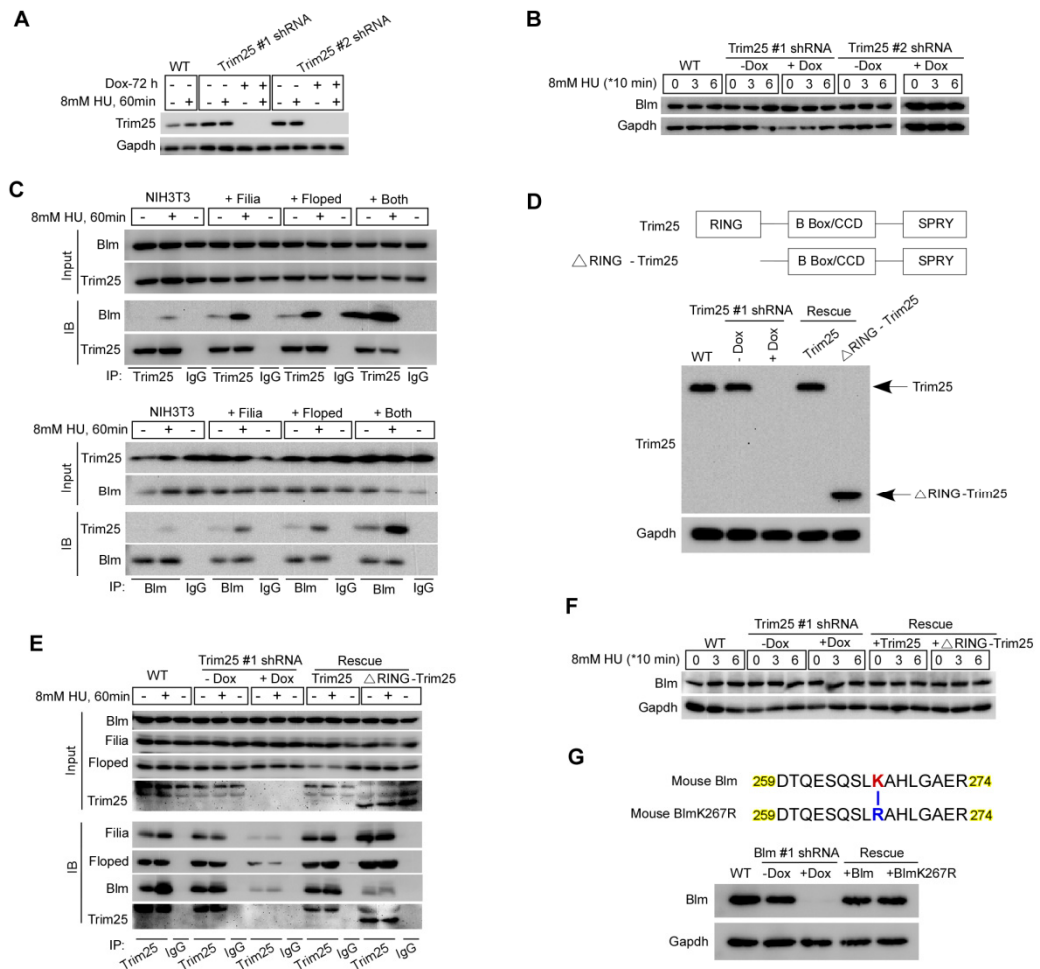 A
WT Trim25 #1 shRNA Trim25 #2 shRNA
Dox-72 h - - - - + + - - + +
8mM HU, 60min - + - + - + - + - +
Trim25
Gapdh
B
Trim25 #1 shRNA Trim25 #2 shRNA
WT -Dox + Dox -Dox + Dox
8mM HU (*10 min) 0 3 6 0 3 6 0 3 6 0 3 6 0 3 6
Blm
Gapdh
C
NIH3T3 + Filia + Floped + Both
8mM HU, 60min - + - - + - - + - - + -
Input
Blm
Trim25
IB
Blm
Trim25
IP: Trim25 IgG Trim25 IgG Trim25 IgG Trim25 IgG
NIH3T3 + Filia + Floped + Both
8mM HU, 60min - + - - + - - + - - + -
Input
Trim25
Blm
IB
Trim25
Blm
IP: Blm IgG Blm IgG Blm IgG Blm IgG
D
Trim25 RING B Box/CCD SPRY
△RING - Trim25 B Box/CCD SPRY
Trim25 #1 shRNA Rescue
WT - Dox + Dox Trim25 △RING - Trim25
Trim25
Trim25
△RING -Trim25
Gapdh
E
Trim25 #1 shRNA Rescue
WT - Dox + Dox Trim25 △RING -Trim25
8mM HU, 60min - + - - + - - + - - + - - + -
Input
Blm
Filia
Floped
Trim25
IB
Filia
Floped
Blm
Trim25
IP: Trim25 IgG Trim25 IgG Trim25 IgG Trim25 IgG Trim25 IgG
F
Trim25 #1 shRNA Rescue
WT -Dox +Dox +Trim25 + △RING -Trim25
8mM HU (*10 min) 0 3 6 0 3 6 0 3 6 0 3 6 0 3 6
Blm
Gapdh
G
Mouse Blm 259 DTQESQSLKAHLGAER 274
Mouse BlmK267R 259 DTQESQSLRAHLGAER 274
Blm #1 shRNA Rescue
WT -Dox +Dox +Blm +BlmK267R
Blm
Gapdh